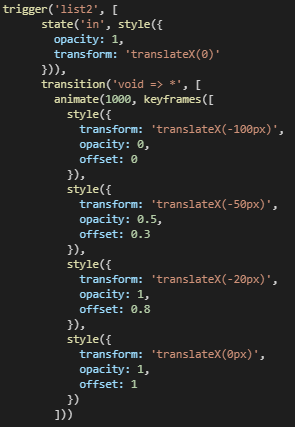 trigger('list2', [
      state('in', style({
        opacity: 1,
        transform: 'translateX(0)'
      })),
      transition('void => *', [
        animate(1000, keyframes([
          style({
            transform: 'translateX(-100px)',
            opacity: 0,
            offset: 0
          }),
          style({
            transform: 'translateX(-50px)',
            opacity: 0.5,
            offset: 0.3
          }),
          style({
            transform: 'translateX(-20px)',
            opacity: 1,
            offset: 0.8
          }),
          style({
            transform: 'translateX(0px)',
            opacity: 1,
            offset: 1
          })
        ]))